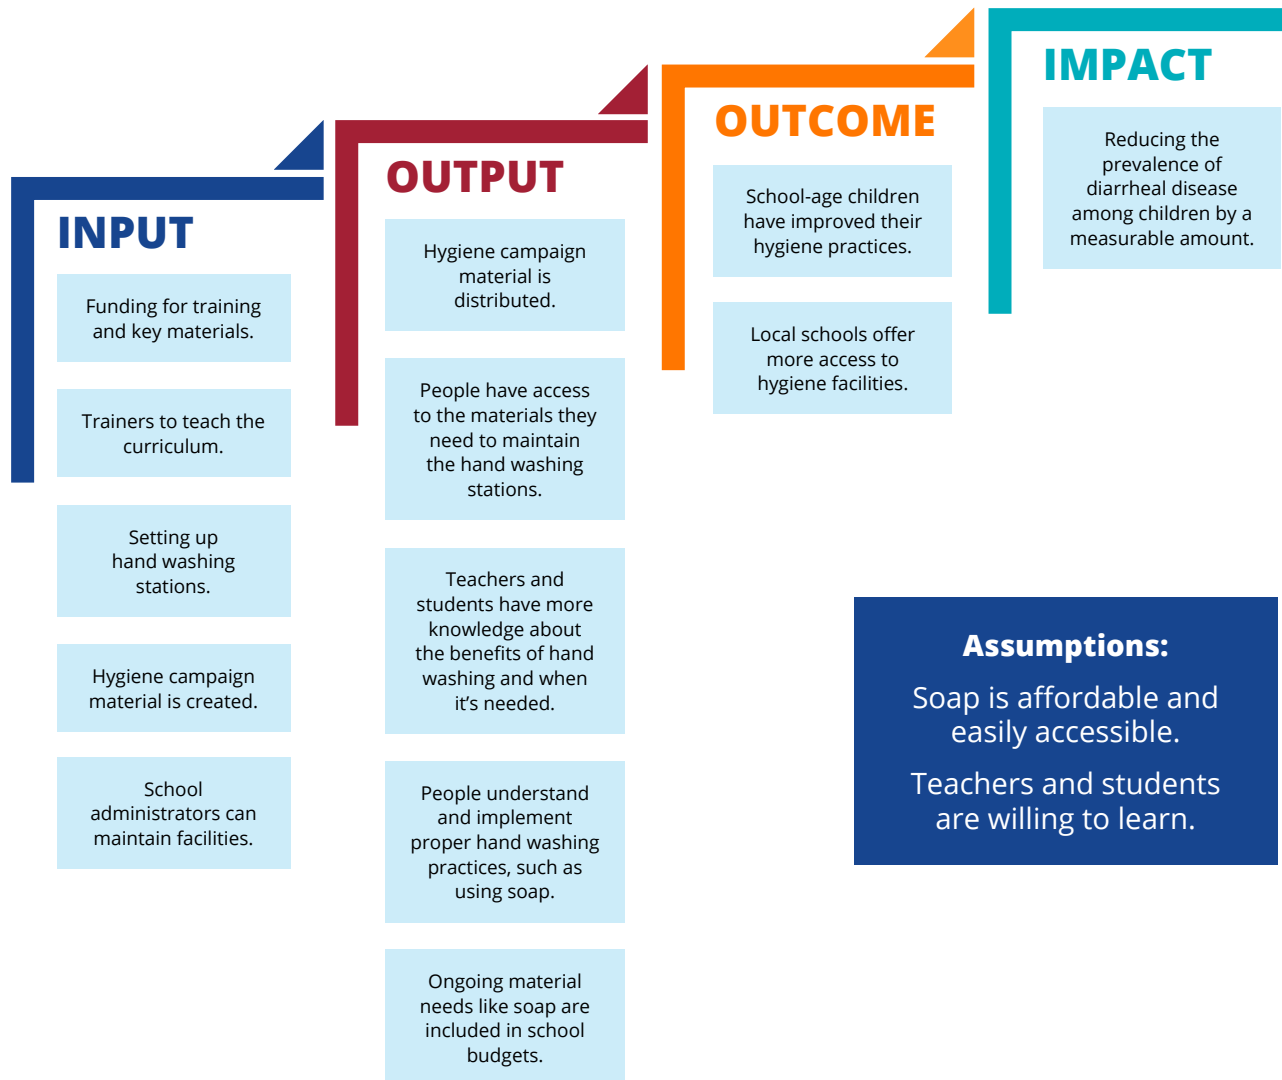 INPUT
Funding for training
and key materials.
Trainers to teach the
curriculum.
Setting up
hand washing
stations.
Hygiene campaign
material is created.
School
administrators can
maintain facilities.
OUTPUT
Hygiene campaign
material is
distributed.
People have access
to the materials they
need to maintain
the hand washing
stations.
Teachers and
students have more
knowledge about
the benefits of hand
washing and when
it’s needed.
People understand
and implement
proper hand washing
practices, such as
using soap.
Ongoing material
needs like soap are
included in school
budgets.
OUTCOME
School-age children
have improved their
hygiene practices.
Local schools offer
more access to
hygiene facilities.
IMPACT
Reducing the
prevalence of
diarrheal disease
among children by a
measurable amount.
Assumptions:
Soap is affordable and
easily accessible.
Teachers and students
are willing to learn.